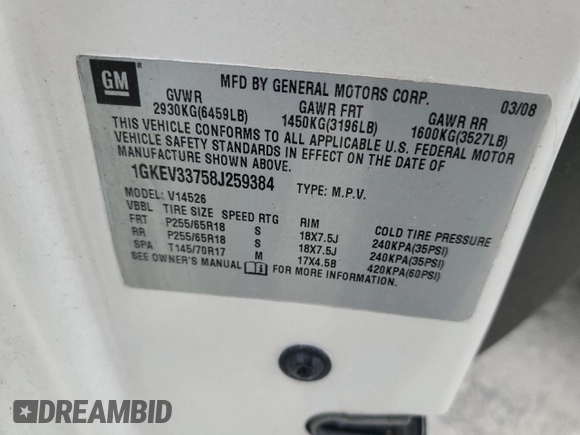 GM
MFD BY GENERAL MOTORS CORP. 03/08
GVWR GAWR FRT GAWR RR
2930KG(6459LB) 1450KG(3196LB) 1600KG(3527LB)
THIS VEHICLE CONFORMS TO ALL APPLICABLE U.S. FEDERAL MOTOR
VEHICLE SAFETY STANDARDS IN EFFECT ON THE DATE OF
MANUFACTURE SHOWN ABOVE.
1GKEV33758J259384 TYPE: M.P.V.
MODEL: V14526
VBBL TIRE SIZE SPEED RTG RIM COLD TIRE PRESSURE
FRT P255/65R18 S 18X7.5J 240KPA(35PSI)
RR P255/65R18 S 18X7.5J 240KPA(35PSI)
SPA T145/70R17 M 17X4.5B 420KPA(60PSI)
SEE OWNER'S MANUAL FOR MORE INFORMATION.
DREAMBID